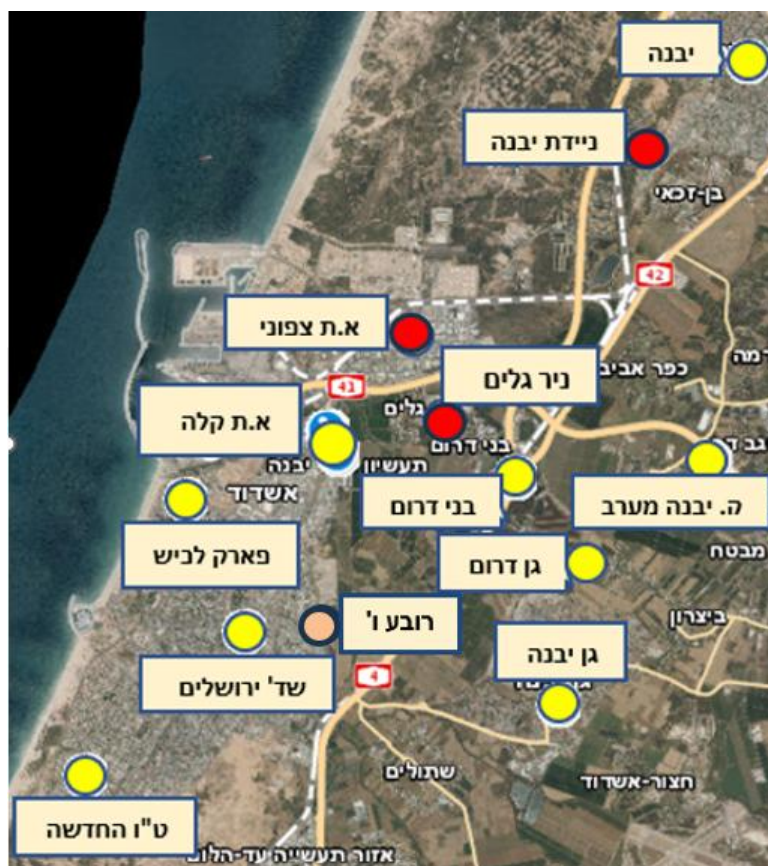 יבנה
ניידת יבנה
בן-זכאי
42
א.ת צפוני
ניר גלים
כפר אביב
41
א.ת קלה
גלים
בני דרום
תעשיון
יבנה
אשדוד
בני דרום
ה. יבנה מערב
פארק לכיש
גן דרום
מבטח
ביצרון
רובע ו'
גן יבנה
שד' ירושלים
4
שתולים
חצור-אשדוד
ט"ו החדשה
אזור תעשייה עד-הלום